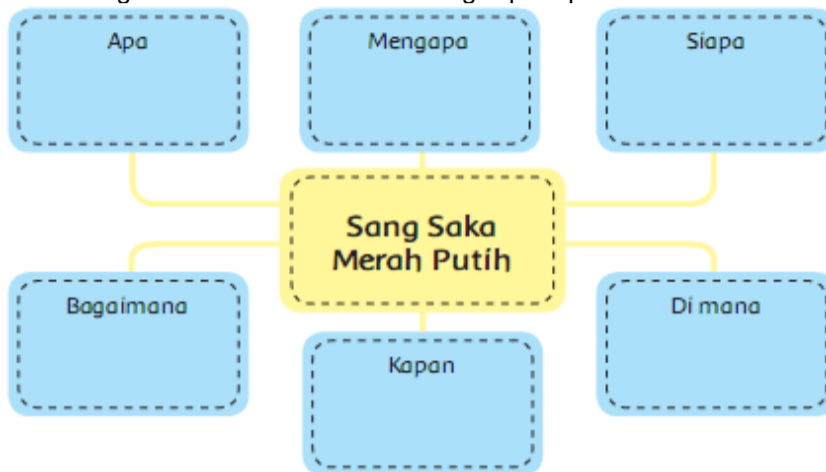 Apa
Mengapa
Siapa
Sang Saka
Merah Putih
Bagaimana
Kapan
Di mana